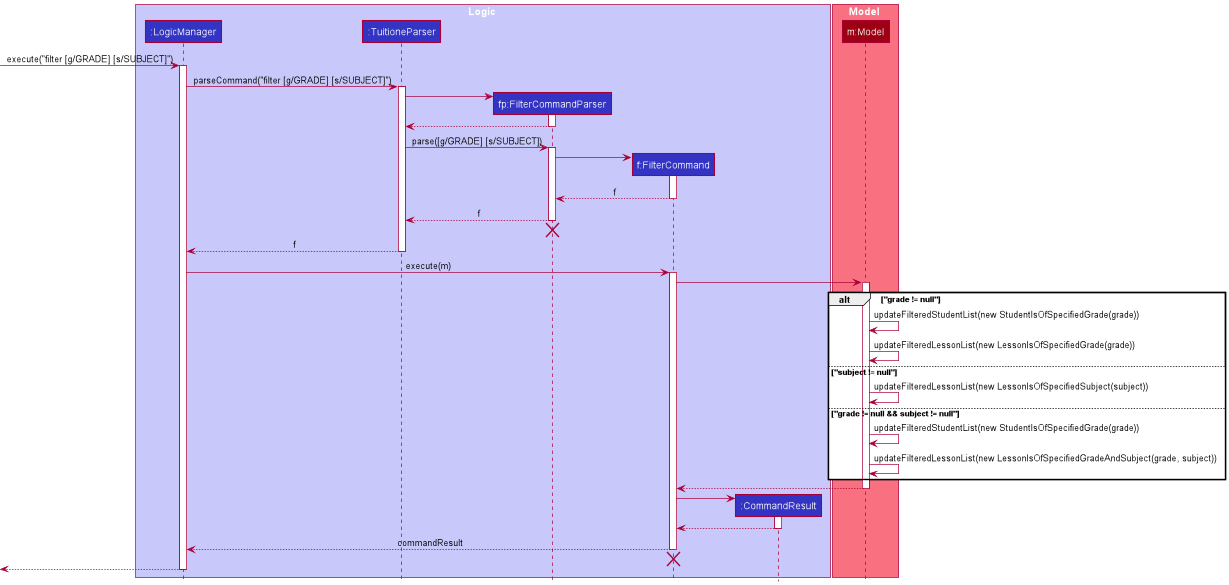 Logic
Model
:LogicManager
:TuitioneParser
m:Model
execute("filter [g/GRADE] [s/SUBJECT]")
parseCommand("filter [g/GRADE] [s/SUBJECT]")
fp:FilterCommandParser
parse([g/GRADE] [s/SUBJECT])
f:FilterCommand
f
f
f
execute(m)
alt ["grade != null"]
updateFilteredStudentList(new StudentIsOfSpecifiedGrade(grade))
updateFilteredLessonList(new LessonIsOfSpecifiedGrade(grade))
["subject != null"]
updateFilteredLessonList(new LessonIsOfSpecifiedSubject(subject))
["grade != null && subject != null"]
updateFilteredStudentList(new StudentIsOfSpecifiedGrade(grade))
updateFilteredLessonList(new LessonIsOfSpecifiedGradeAndSubject(grade, subject))
:CommandResult
commandResult